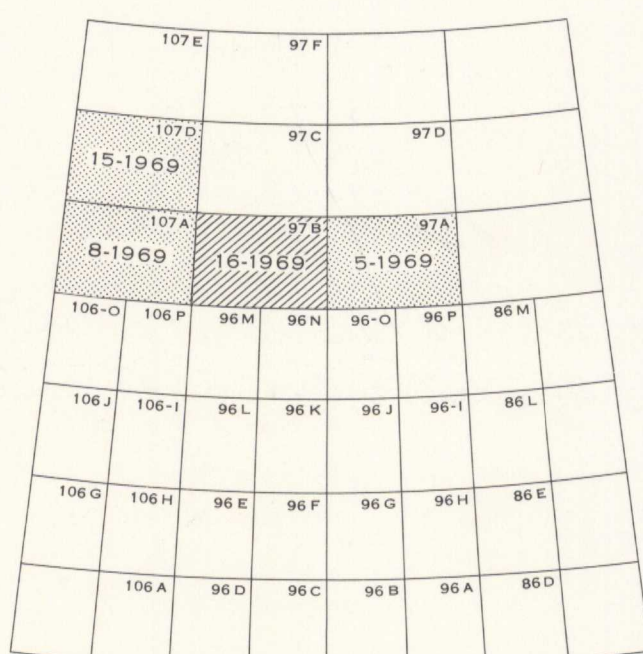 107 E 97 F
107 D 97 C 97 D
15-1969
107 A 97 B 97 A
8-1969 16-1969 5-1969
106-O 106 P 96 M 96 N 96-O 96 P 86 M
106 J 106-I 96 L 96 K 96 J 96-I 86 L
106 G 106 H 96 E 96 F 96 G 96 H 86 E
106 A 96 D 96 C 96 B 96 A 86 D